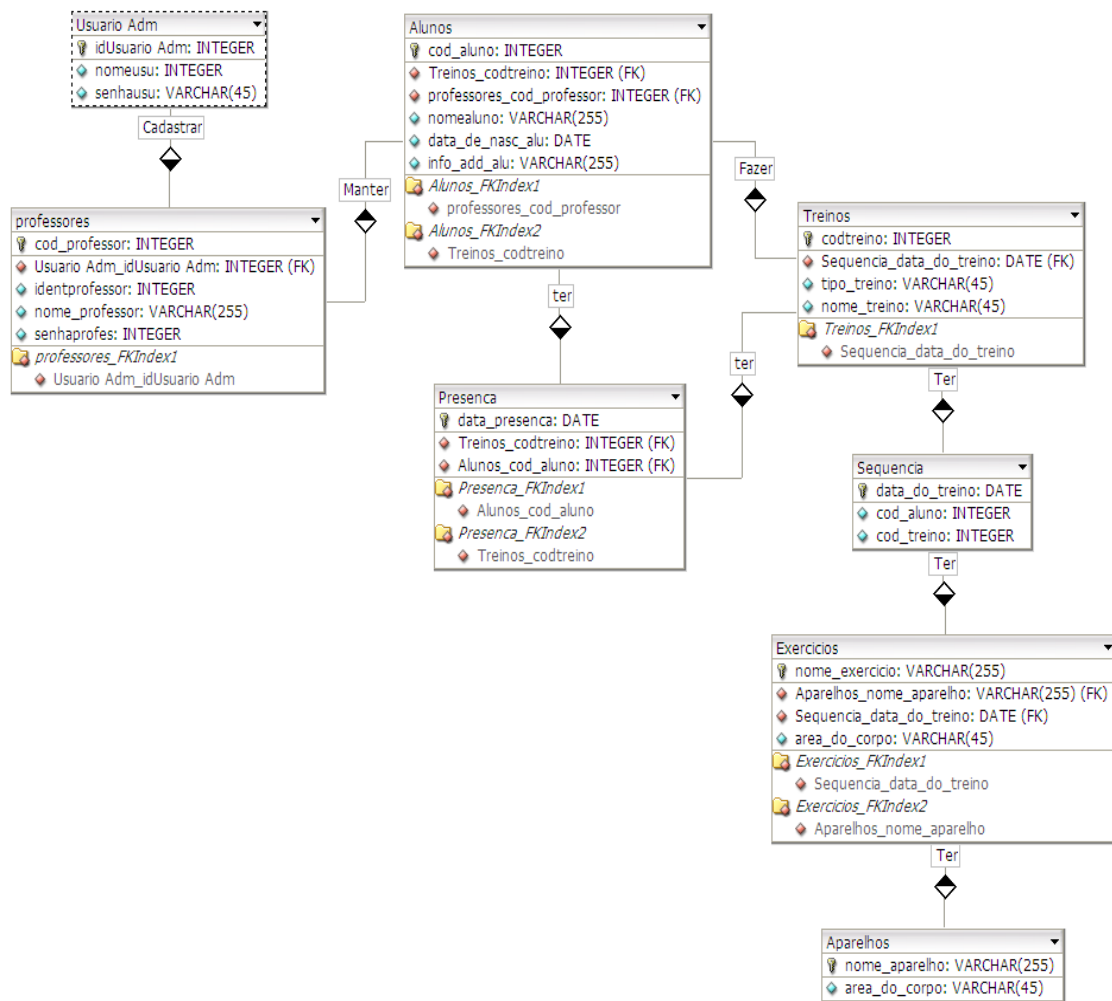 Usuario Adm
idUsuario Adm: INTEGER
nomeusu: INTEGER
senhausu: VARCHAR(45)
Cadastrar
professores
cod_professor: INTEGER
Usuario Adm_idUsuario Adm: INTEGER (FK)
identprofessor: INTEGER
nome_professor: VARCHAR(255)
senhaprofes: INTEGER
professores_FKIndex1
Usuario Adm_idUsuario Adm
Manter
Alunos
cod_aluno: INTEGER
Treinos_codtreino: INTEGER (FK)
professores_cod_professor: INTEGER (FK)
nomealuno: VARCHAR(255)
data_de_nasc_alu: DATE
info_add_alu: VARCHAR(255)
Alunos_FKIndex1
professores_cod_professor
Alunos_FKIndex2
Treinos_codtreino
Fazer
ter
Treinos
codtreino: INTEGER
Sequencia_data_do_treino: DATE (FK)
tipo_treino: VARCHAR(45)
nome_treino: VARCHAR(45)
Treinos_FKIndex1
Sequencia_data_do_treino
ter
Presenca
data_presenca: DATE
Treinos_codtreino: INTEGER (FK)
Alunos_cod_aluno: INTEGER (FK)
Presenca_FKIndex1
Alunos_cod_aluno
Presenca_FKIndex2
Treinos_codtreino
Ter
Sequencia
data_do_treino: DATE
cod_aluno: INTEGER
cod_treino: INTEGER
Ter
Exercicios
nome_exercicio: VARCHAR(255)
Aparelhos_nome_aparelho: VARCHAR(255) (FK)
Sequencia_data_do_treino: DATE (FK)
area_do_corpo: VARCHAR(45)
Exercicios_FKIndex1
Sequencia_data_do_treino
Exercicios_FKIndex2
Aparelhos_nome_aparelho
Ter
Aparelhos
nome_aparelho: VARCHAR(255)
area_do_corpo: VARCHAR(45)